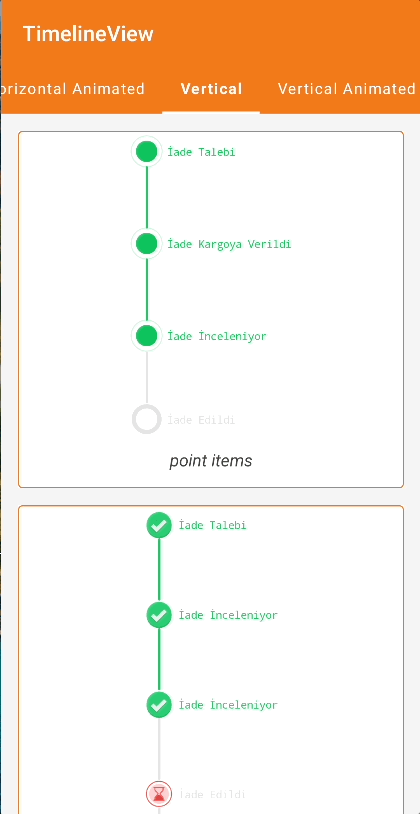 TimelineView
orizontal Animated
Vertical
Vertical Animated
İade Talebi
İade Kargoya Verildi
İade İnceleniyor
İade Edildi
point items
İade Talebi
İade İnceleniyor
İade İnceleniyor
İade Edildi